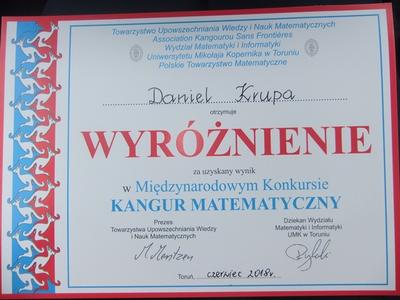 Towarzystwo Upowszechniania Wiedzy i Nauk Matematycznych
Association Kangourou Sans Frontières
Wydział Matematyki i Informatyki
Uniwersytetu Mikołaja Kopernika w Toruniu
Polskie Towarzystwo Matematyczne
Daniel Krupa
otrzymuje
WYRÓŻNIENIE
za uzyskany wynik
w Międzynarodowym Konkursie
KANGUR MATEMATYCZNY
Prezes
Towarzystwa Upowszechniania Wiedzy
i Nauk Matematycznych
Dziekan Wydziału
Matematyki i Informatyki
UMK w Toruniu
Toruń, czerwiec 2018r.